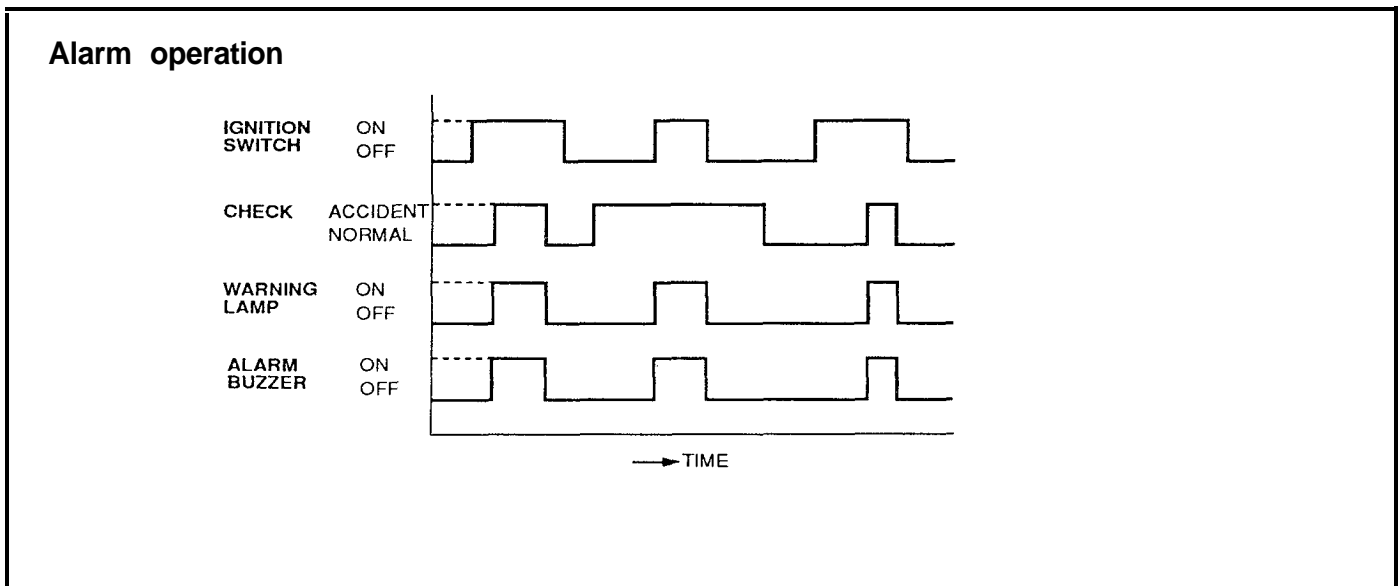 Alarm operation
IGNITION SWITCH ON OFF
CHECK ACCIDENT NORMAL
WARNING LAMP ON OFF
ALARM BUZZER ON OFF
TIME